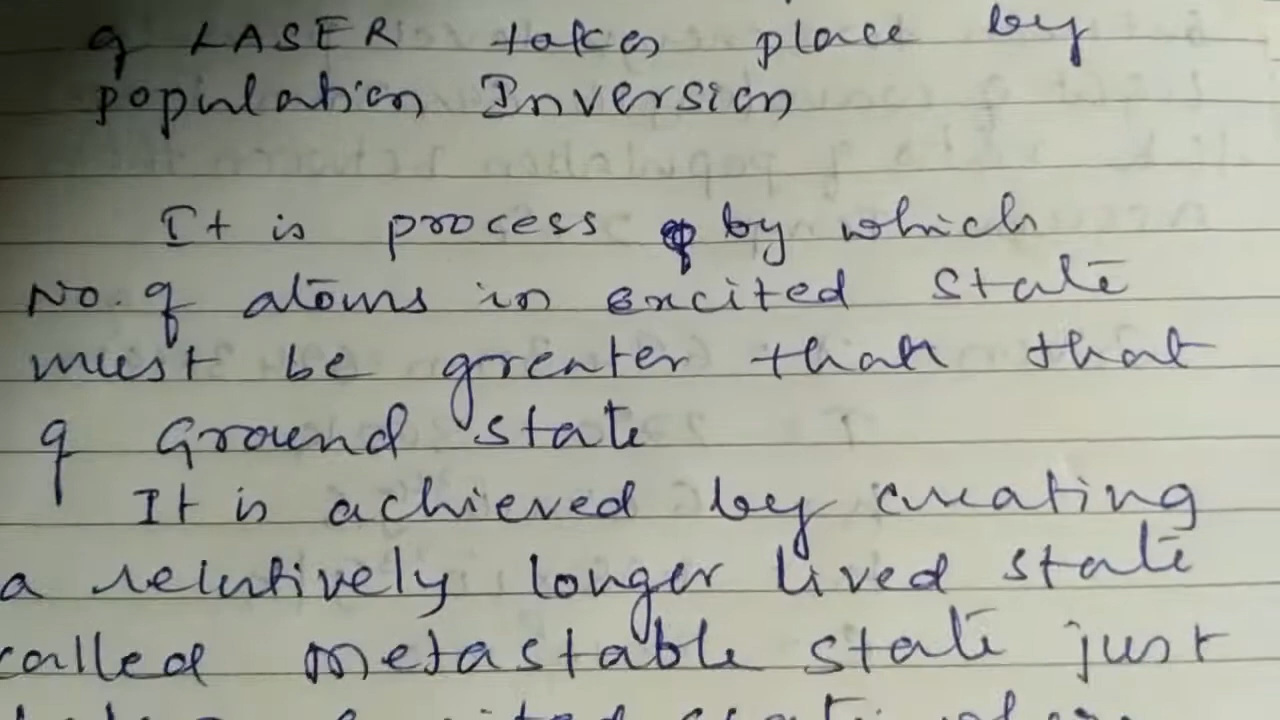 of LASER takes place by
population Inversion
It is process by which
No. of atoms in excited state
must be greater than that
of Ground state
It is achieved by creating
a relatively longer lived state
called metastable state just